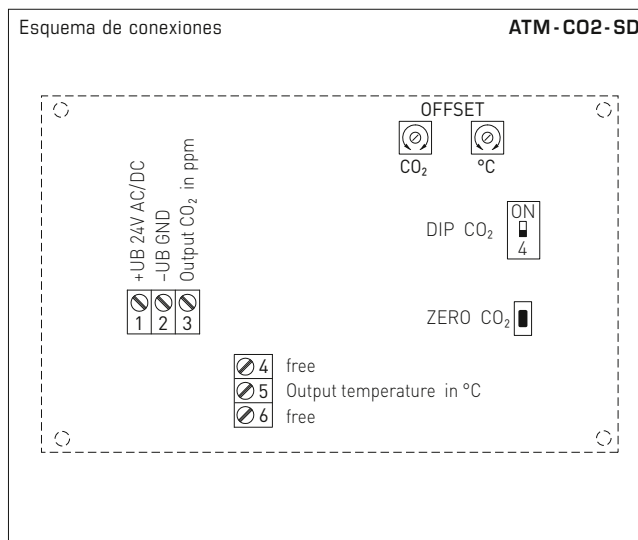 Esquema de conexiones
ATM-CO2-SD
OFFSET
CO₂
°C
+UB 24V AC/DC
–UB GND
Output CO₂ in ppm
1 2 3
DIP CO₂
ON
4
ZERO CO₂
4 free
5 Output temperature in °C
6 free